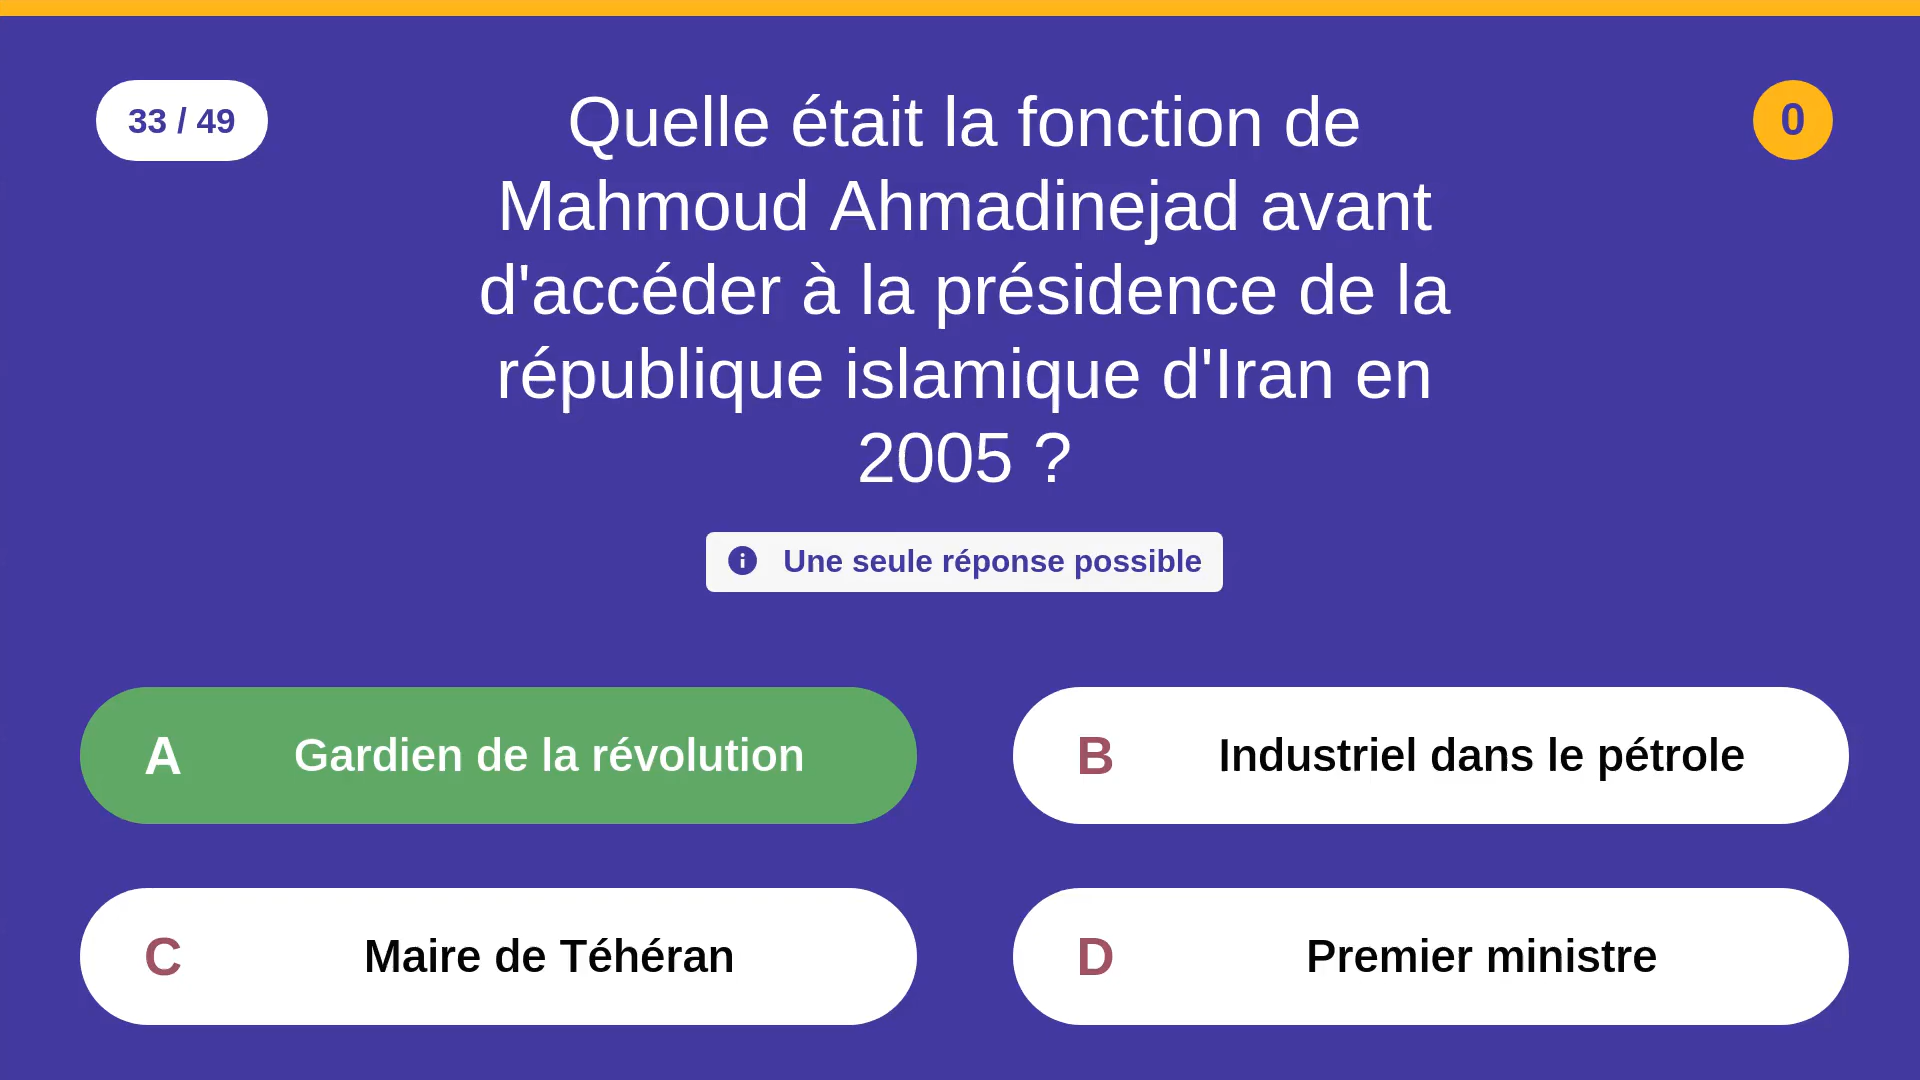 33 / 49
Quelle était la fonction de
Mahmoud Ahmadinejad avant
d'accéder à la présidence de la
république islamique d'Iran en
2005 ?
0
Une seule réponse possible
A Gardien de la révolution
B Industriel dans le pétrole
C Maire de Téhéran
D Premier ministre